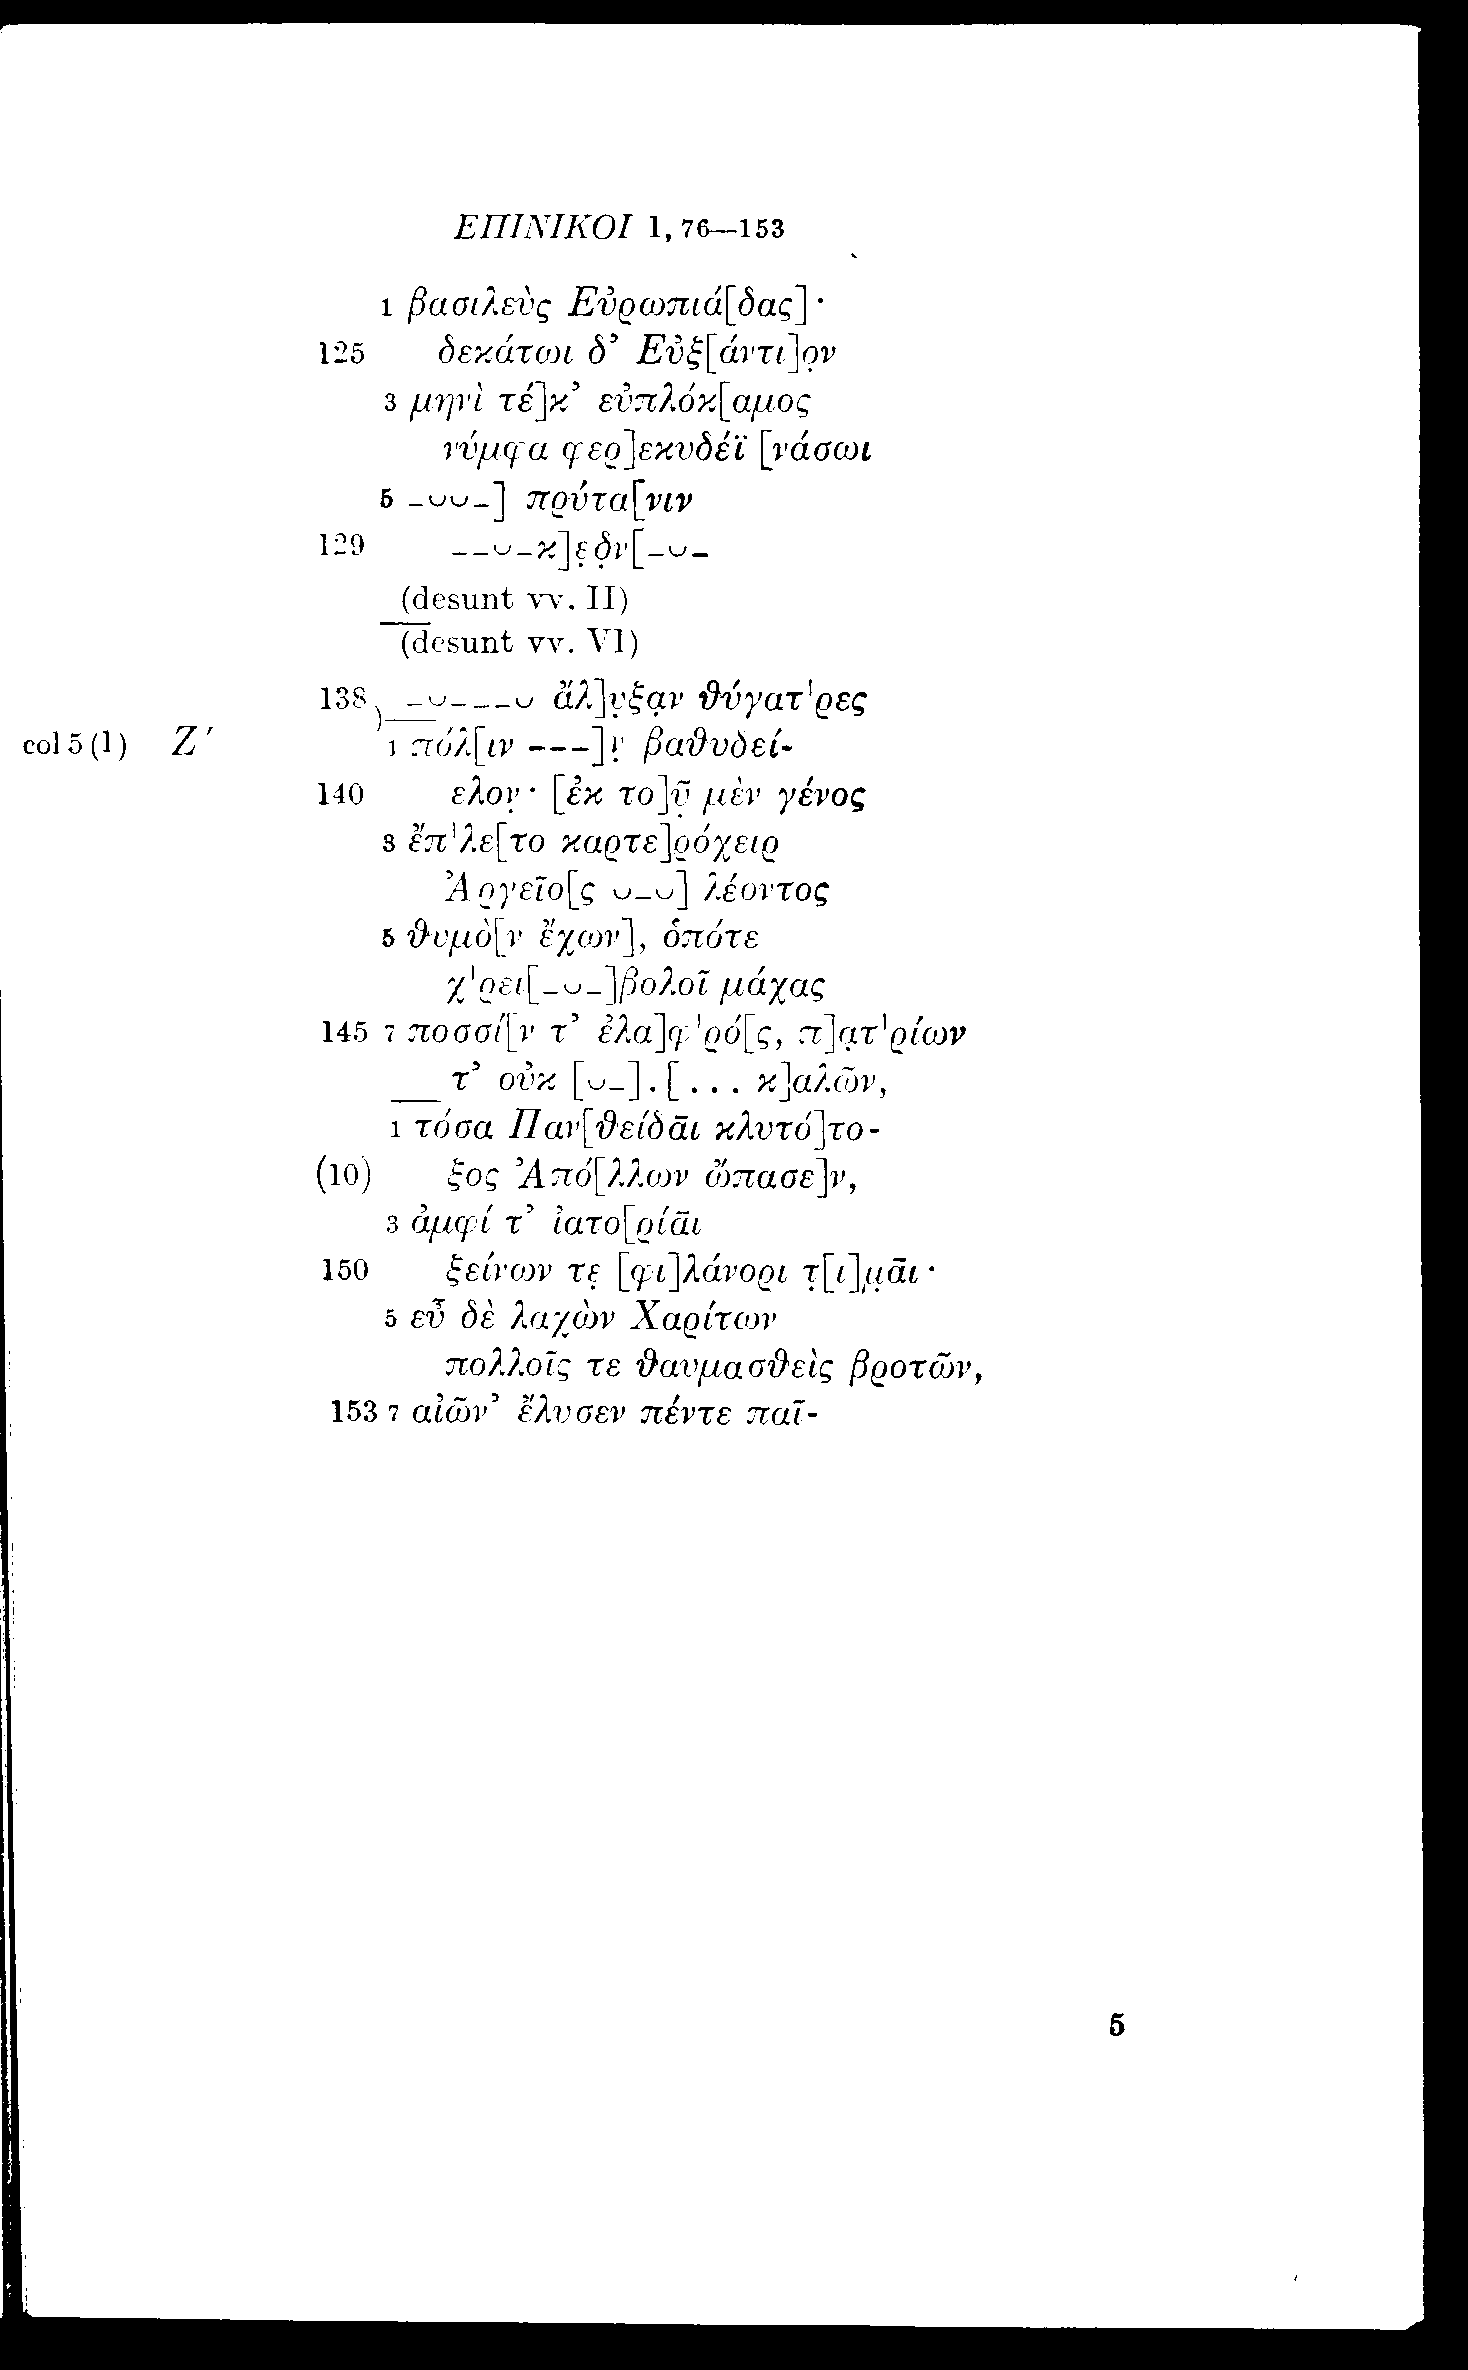 ΕΠΙΝΙΚΟΙ 1, 76—153
1 βασιλεὺς Εὐρωπιά[δας]·
125 δεκάτωι δ’ Εὐξ[άντι]ο̣ν
3 μηνὶ τέ]κ’ εὐπλόκ[αμος
νύμφα φερ]εκυδέϊ [νάσωι
5 –⏑⏑–] πρύτα[νιν
129 ––⏑–κ]ε̣δ̣ν[–⏑–
(desunt vv. II)
(desunt vv. VI)
138 –⏑–––⏑ ἄλ]υ̣ξα̣ν θύγατ'ρες
col 5 (1) Ζ′ 1 πόλ[ιν –––]ν̣ βαθυδεί-
140 ελον̣· [ἐκ το]ῦ̣ μὲν γένος
3 ἔπ'λε[το καρτε]ρόχειρ
Ἀργεῖο[ς ⏑–⏑] λέοντος
5 θυμὸ[ν ἔχων], ὁπότε
χ'ρει[–⏑–]βολοῖ μάχας
145 7 ποσσί[ν τ’ ἐλα]φ'ρό[ς, π]α̣τ'ρίων
τ’ οὐκ [⏑–].[... κ]αλῶν,
1 τόσα Παν[θείδᾱι κλυτό]το-
(10) ξος Ἀπό[λλων ὤπασε]ν,
3 ἀμφί τ’ ἰατο[ρίᾱι
150 ξείνων τε̣ [φι]λάνορι τ̣[ι]μ̣ᾶι·
5 εὖ δὲ λαχὼν Χαρίτων
πολλοῖς τε θαυμασθεὶς βροτῶν,
153 7 αἰῶν’ ἔλυσεν πέντε παῖ-
5